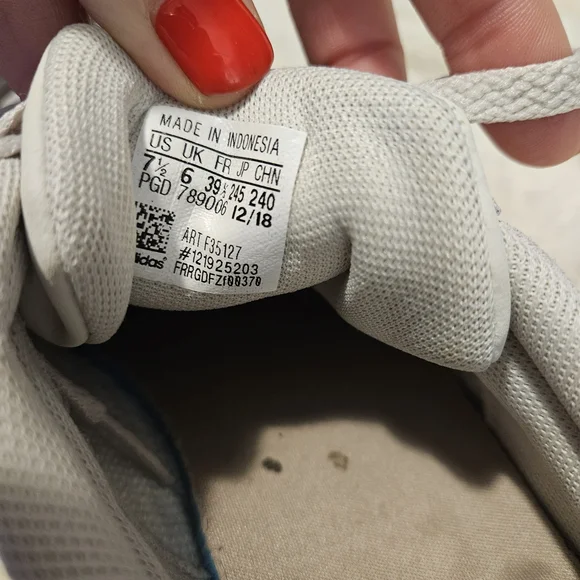 MADE IN INDONESIA
US UK FR JP CHN
7½ 6 39⅓ 245 240
PGD 789006 12/18
ART F35127
#121925203
adidas FRRGDFZf00370